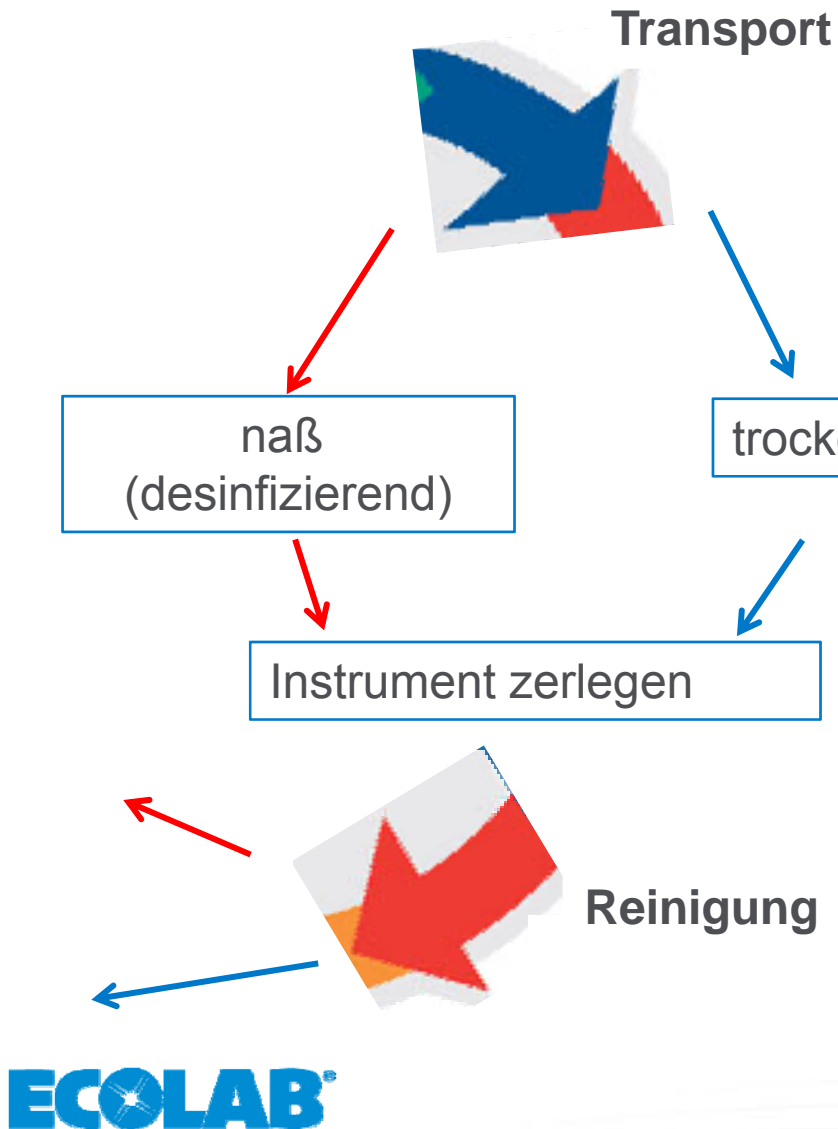 Transport
naß
(desinfizierend)
Instrument zerlegen
Reinigung
ECOLAB®